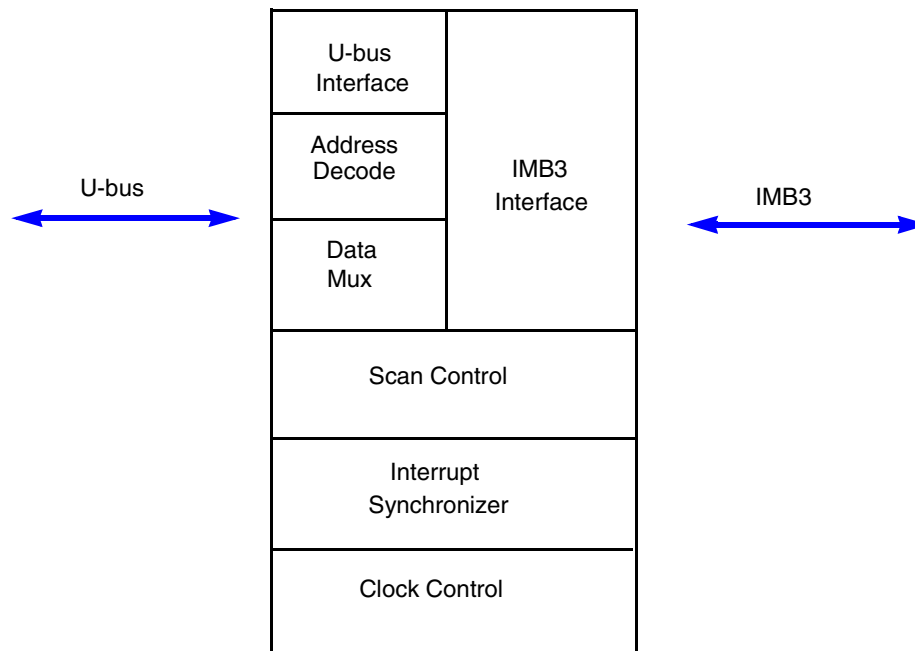 U-bus
Interface
Address
Decode
Data
Mux
IMB3
Interface
U-bus
IMB3
Scan Control
Interrupt
Synchronizer
Clock Control